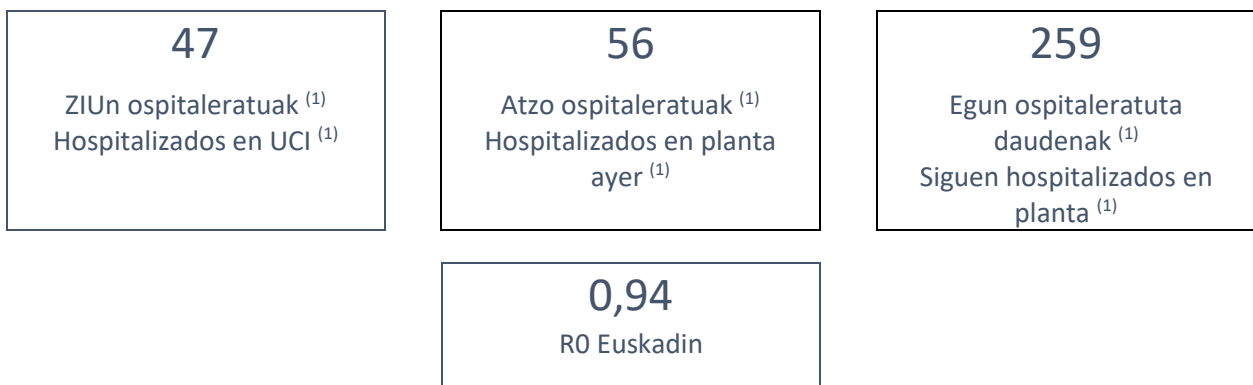 47
ZIUn ospitaleratuak (1)
Hospitalizados en UCI (1)
56
Atzo ospitaleratuak (1)
Hospitalizados en planta
ayer (1)
259
Egun ospitaleratuta
daudenak (1)
Siguen hospitalizados en
planta (1)
0,94
R0 Euskadin